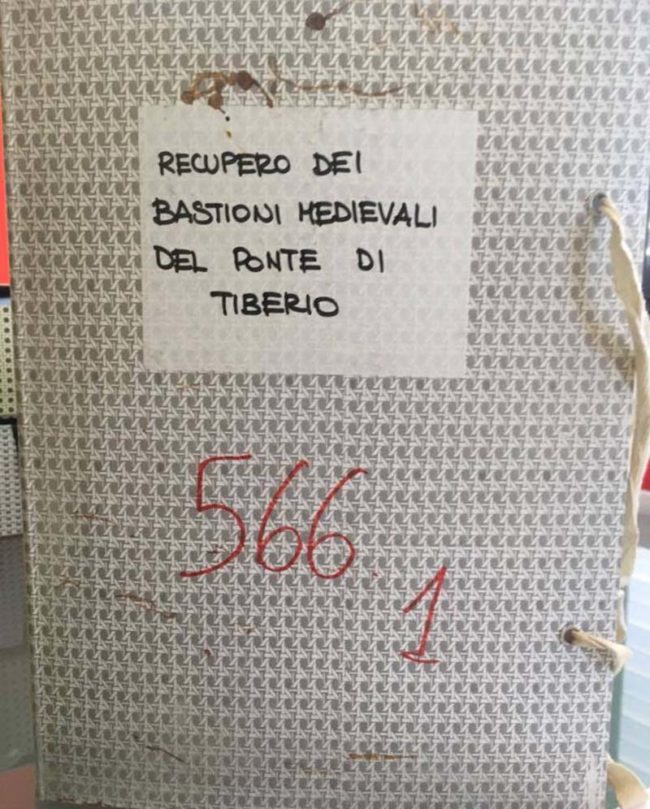 RECUPERO DEI
BASTIONI MEDIEVALI
DEL PONTE DI
TIBERIO
566.
1